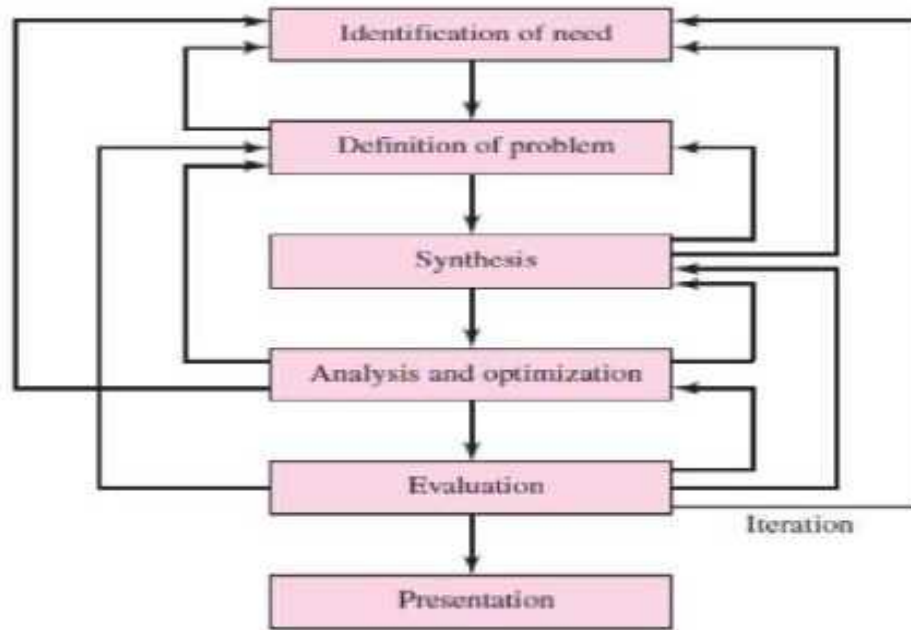 Identification of need
Definition of problem
Synthesis
Analysis and optimization
Evaluation
Iteration
Presentation